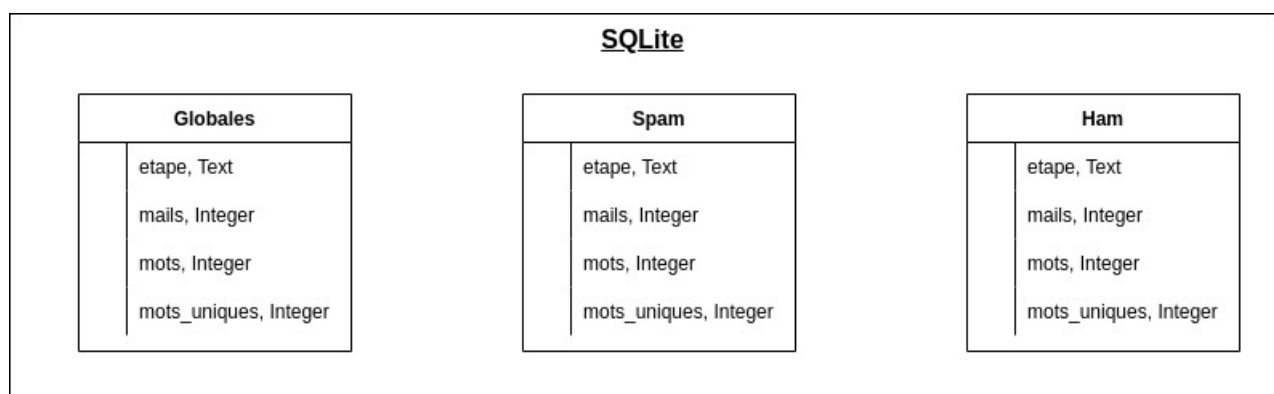 SQLite
Globales
etape, Text
mails, Integer
mots, Integer
mots_uniques, Integer
Spam
etape, Text
mails, Integer
mots, Integer
mots_uniques, Integer
Ham
etape, Text
mails, Integer
mots, Integer
mots_uniques, Integer